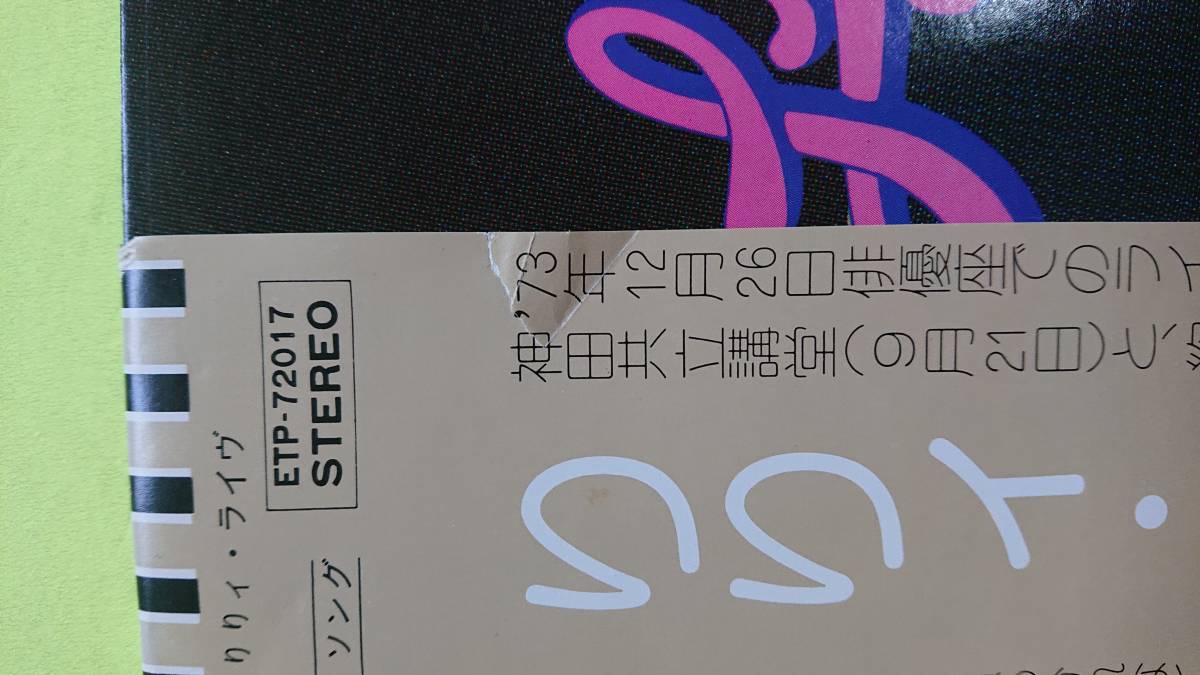 りりィ・ライヴ
ETP-72017
STEREO
ソング
りりィ・
'73年12月26日俳優座でのライ
神田共立講堂(9月21日)と、